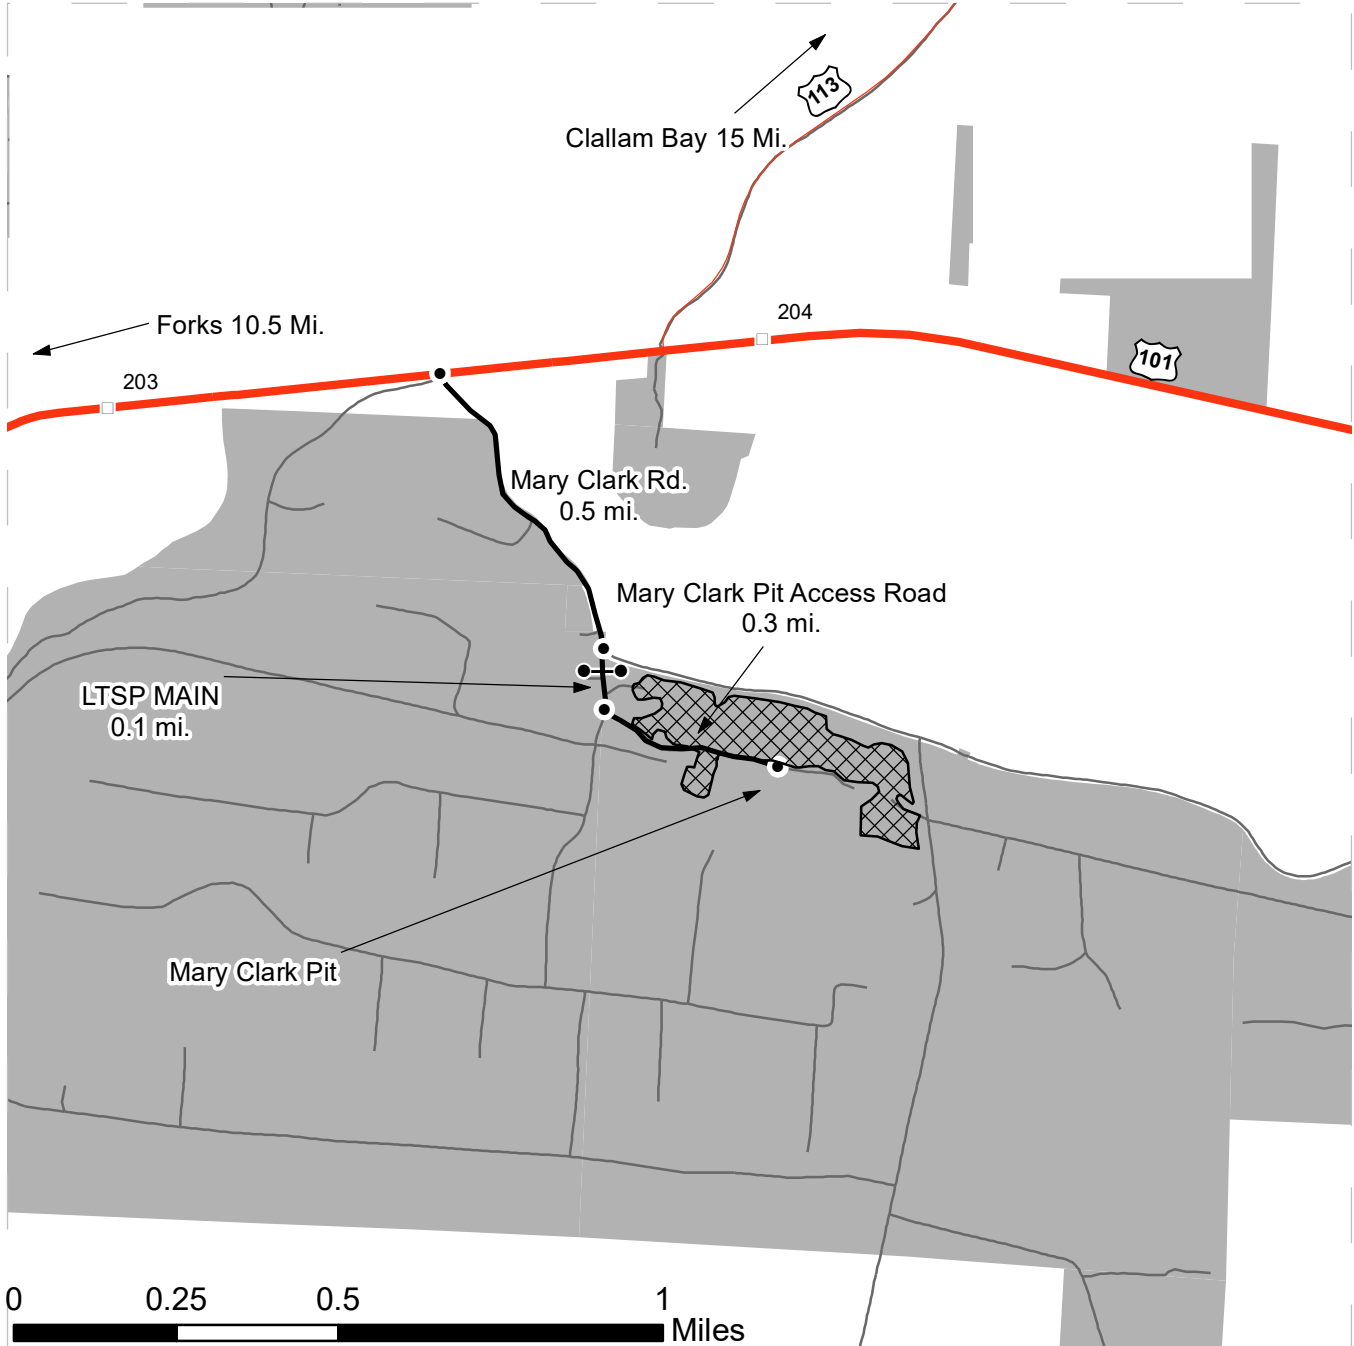 113
Clallam Bay 15 Mi.
204
Forks 10.5 Mi.
101
203
Mary Clark Rd.
0.5 mi.
Mary Clark Pit Access Road
0.3 mi.
LTSP MAIN
0.1 mi.
Mary Clark Pit
0 0.25 0.5 1
Miles